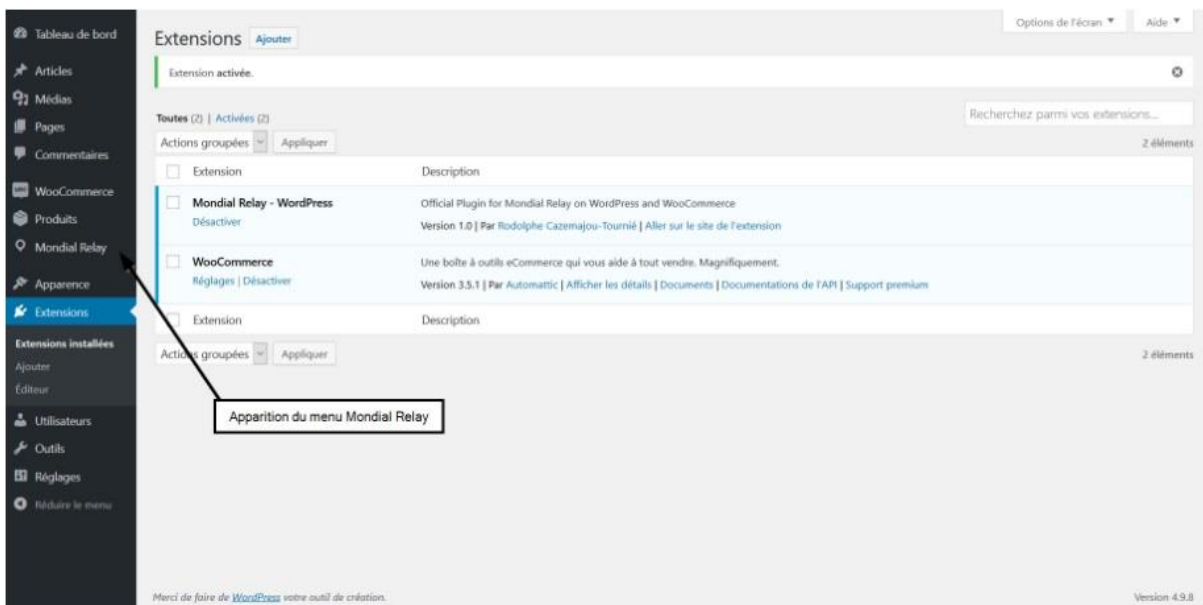 Tableau de bord
Articles
Médias
Pages
Commentaires
WooCommerce
Produits
Mondial Relay
Apparence
Extensions
Extensions installées
Ajouter
Éditeur
Utilisateurs
Outils
Réglages
Réduire le menu
Options de l'écran
Aide
Extensions Ajouter
Extension activée.
Toutes (2) | Activées (2)
Recherchez parmi vos extensions...
Actions groupées Appliquer
2 éléments
Extension Description
Mondial Relay - WordPress
Désactiver
Official Plugin for Mondial Relay on WordPress and WooCommerce
Version 1.0 | Par Rodolphe Cazemajou-Tournié | Aller sur le site de l'extension
WooCommerce
Réglages | Désactiver
Une boîte à outils eCommerce qui vous aide à tout vendre. Magnifiquement.
Version 3.5.1 | Par Automattic | Afficher les détails | Documents | Documentations de l'API | Support premium
Extension Description
Actions groupées Appliquer
2 éléments
Apparition du menu Mondial Relay
Merci de faire de WordPress votre outil de création.
Version 4.9.8